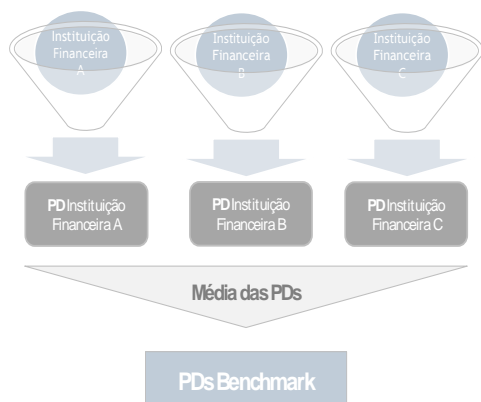 Instituição
Financeira
A
Instituição
Financeira
B
Instituição
Financeira
C
PD Instituição
Financeira A
PD Instituição
Financeira B
PD Instituição
Financeira C
Média das PDs
PDs Benchmark